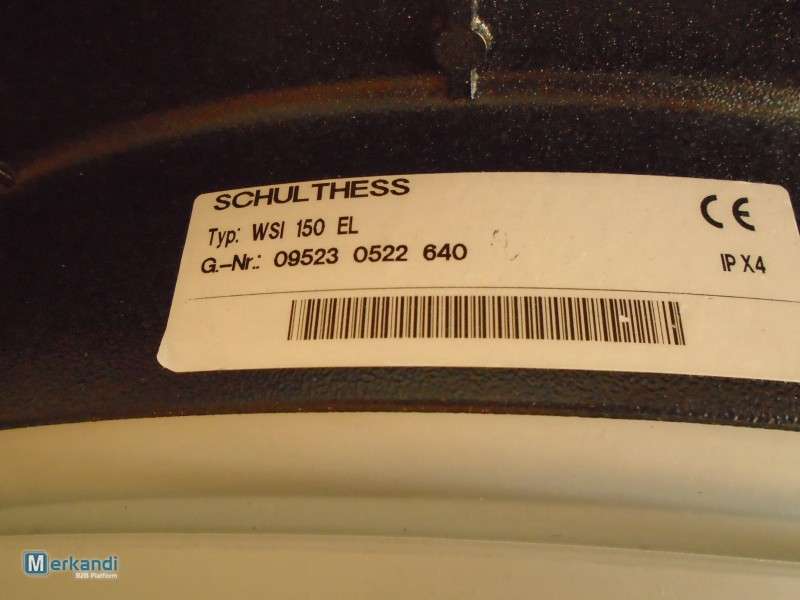 SCHULTHESS
Typ: WSI 150 EL
G.-Nr.: 09523 0522 640
CE
IP X4
Merkandi
B2B Platform